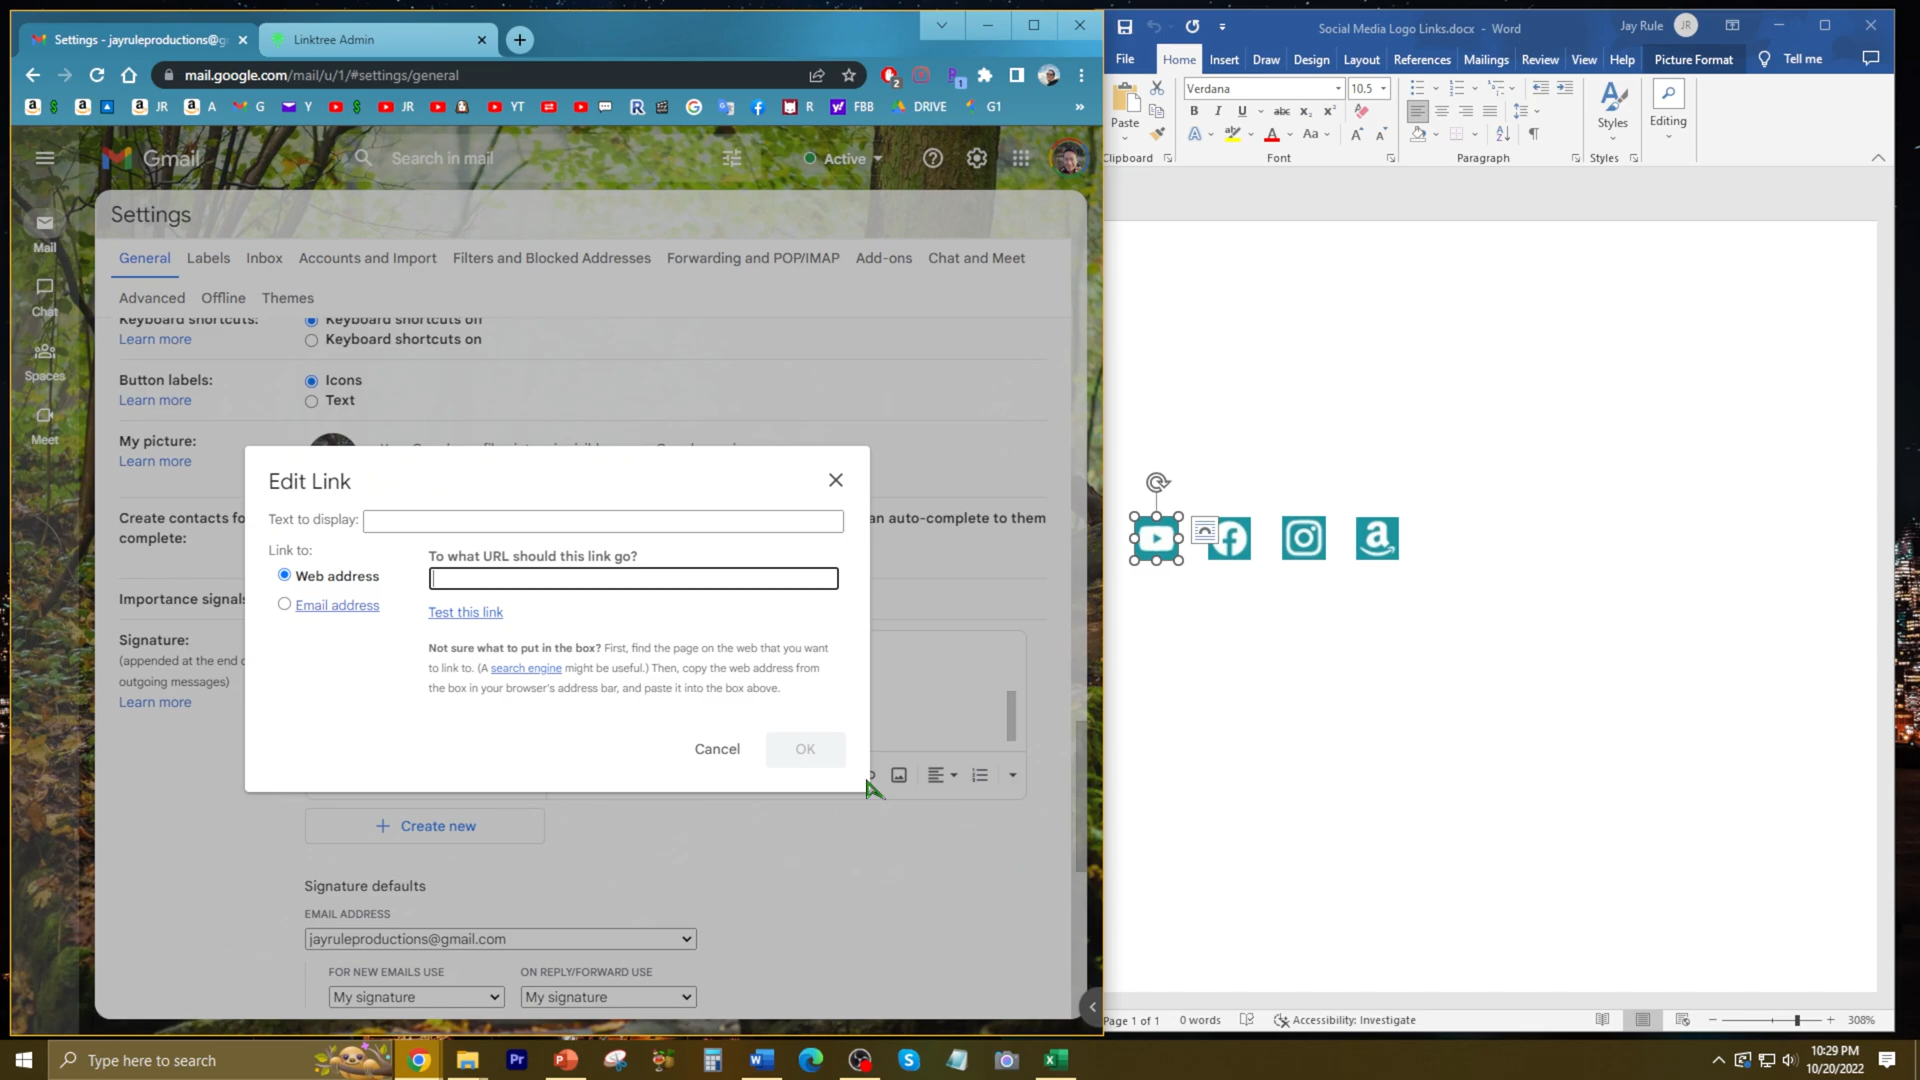 Settings - jayruleproductions@g
Linktree Admin
mail.google.com/mail/u/1/#settings/general
JR
A
G
Y
$
JR
YT
R
FBB
DRIVE
G1
Gmail
Search in mail
Active
Settings
Mail
Chat
Spaces
Meet
General
Labels
Inbox
Accounts and Import
Filters and Blocked Addresses
Forwarding and POP/IMAP
Add-ons
Chat and Meet
Advanced
Offline
Themes
Keyboard shortcuts:
Keyboard shortcuts off
Learn more
Keyboard shortcuts on
Button labels:
Icons
Learn more
Text
My picture:
Learn more
Create contacts fo
complete:
an auto-complete to them
Importance signals
Signature:
(appended at the end o
outgoing messages)
Learn more
Edit Link
Text to display:
Link to:
To what URL should this link go?
Web address
Email address
Test this link
Not sure what to put in the box? First, find the page on the web that you want
to link to. (A search engine might be useful.) Then, copy the web address from
the box in your browser's address bar, and paste it into the box above.
Cancel
OK
Create new
Signature defaults
EMAIL ADDRESS
jayruleproductions@gmail.com
FOR NEW EMAILS USE
ON REPLY/FORWARD USE
My signature
My signature
Social Media Logo Links.docx - Word
Jay Rule
JR
File
Home
Insert
Draw
Design
Layout
References
Mailings
Review
View
Help
Picture Format
Tell me
Paste
Verdana
10.5
B
I
U
abc
Aa
Styles
Editing
Clipboard
Font
Paragraph
Styles
Page 1 of 1
0 words
Accessibility: Investigate
308%
Type here to search
10:29 PM
10/20/2022